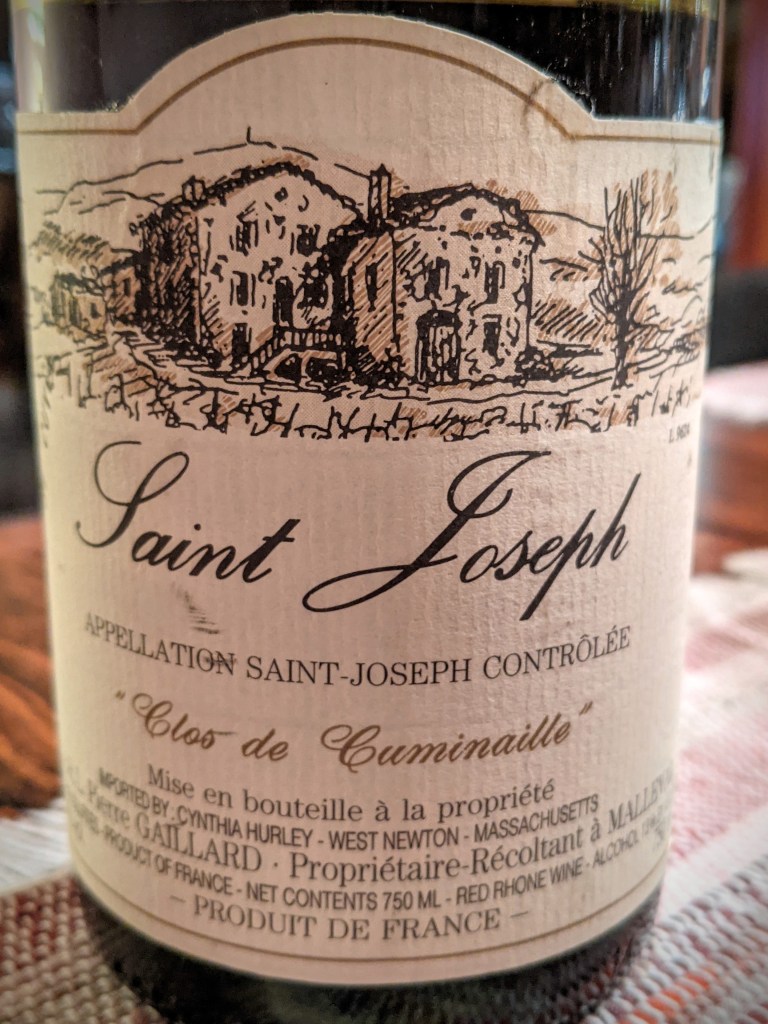 Saint Joseph
APPELLATION SAINT-JOSEPH CONTRÔLÉE
"Clos de Cuminaille"
Mise en bouteille à la propriété
IMPORTED BY: CYNTHIA HURLEY - WEST NEWTON - MASSACHUSETTS
Pierre GAILLARD · Propriétaire-Récoltant à
PRODUCT OF FRANCE - NET CONTENTS 750 ML - RED RHONE WINE - ALCOHOL
– PRODUIT DE FRANCE –